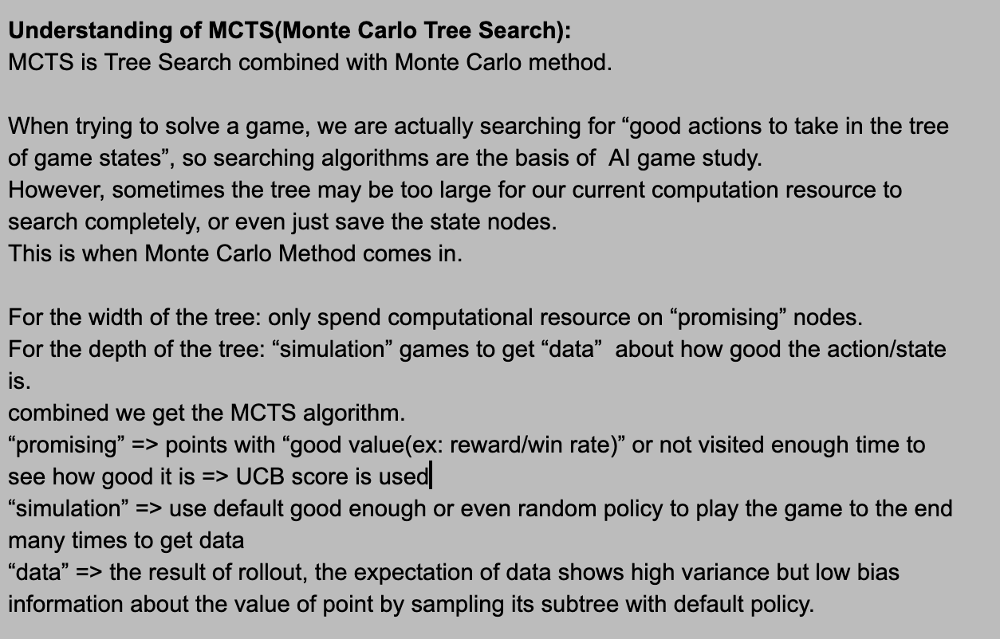 Understanding of MCTS(Monte Carlo Tree Search):
MCTS is Tree Search combined with Monte Carlo method.
When trying to solve a game, we are actually searching for “good actions to take in the tree
of game states”, so searching algorithms are the basis of  AI game study.
However, sometimes the tree may be too large for our current computation resource to
search completely, or even just save the state nodes.
This is when Monte Carlo Method comes in.
For the width of the tree: only spend computational resource on “promising” nodes.
For the depth of the tree: “simulation” games to get “data”  about how good the action/state
is.
combined we get the MCTS algorithm.
“promising” => points with “good value(ex: reward/win rate)” or not visited enough time to
see how good it is => UCB score is used
“simulation” => use default good enough or even random policy to play the game to the end
many times to get data
“data” => the result of rollout, the expectation of data shows high variance but low bias
information about the value of point by sampling its subtree with default policy.